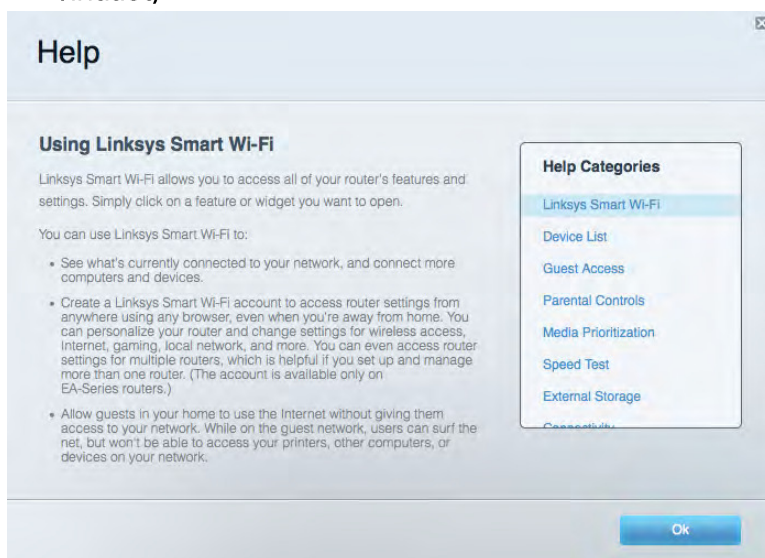 Help
Using Linksys Smart Wi-Fi
Linksys Smart Wi-Fi allows you to access all of your router's features and
settings. Simply click on a feature or widget you want to open.
You can use Linksys Smart Wi-Fi to:
• See what's currently connected to your network, and connect more
computers and devices.
• Create a Linksys Smart Wi-Fi account to access router settings from
anywhere using any browser, even when you're away from home. You
can personalize your router and change settings for wireless access,
Internet, gaming, local network, and more. You can even access router
settings for multiple routers, which is helpful if you set up and manage
more than one router. (The account is available only on
EA-Series routers.)
• Allow guests in your home to use the Internet without giving them
access to your network. While on the guest network, users can surf the
net, but won't be able to access your printers, other computers, or
devices on your network.
Help Categories
Linksys Smart Wi-Fi
Device List
Guest Access
Parental Controls
Media Prioritization
Speed Test
External Storage
Connectivity
Ok